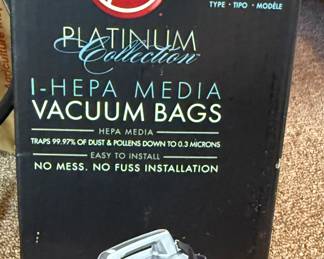 TYPE • TIPO • MODÈLE
PLATINUM
Collection™
I-HEPA MEDIA
VACUUM BAGS
HEPA MEDIA
TRAPS 99.97% OF DUST & POLLENS DOWN TO 0.3 MICRONS
EASY TO INSTALL
NO MESS. NO FUSS INSTALLATION